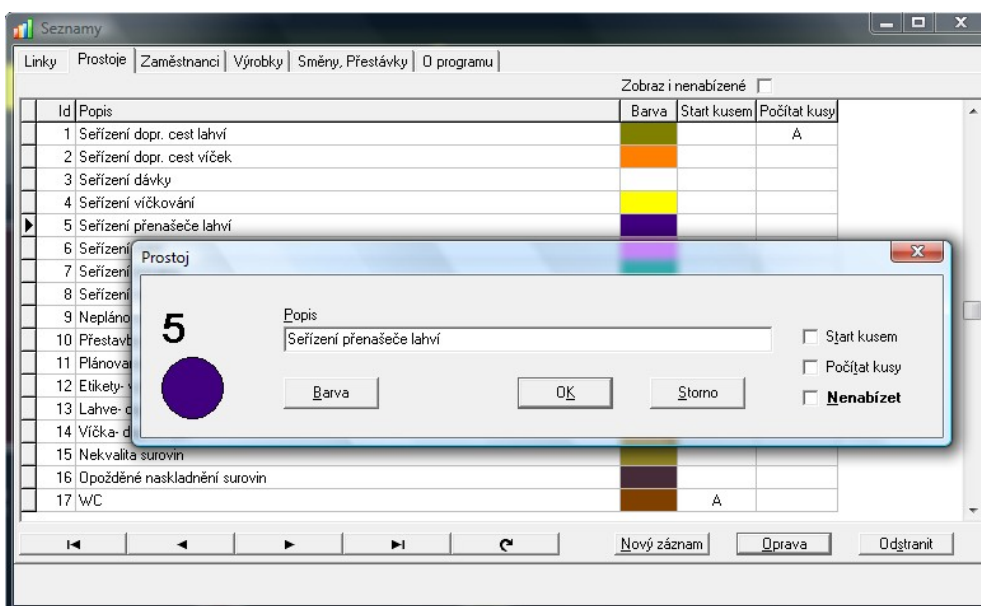 Seznamy
Linky Prostoje Zaměstnanci Výrobky Směny, Přestávky O programu
Zobraz i nenabízené
Id Popis Barva Start kusem Počítat kusy
1 Seřízení dopr. cest lahví A
2 Seřízení dopr. cest víček
3 Seřízení dávky
4 Seřízení víčkování
5 Seřízení přenašeče lahví
6 Seřízení
7 Seřízení
8 Seřízení
9 Nepláno
10 Přestavb
11 Plánova
12 Etikety-
13 Lahve-
14 Víčka- d
15 Nekvalita surovin
16 Opožděné naskladnění surovin
17 WC A
Prostoj
5
Popis
Seřízení přenašeče lahví
Start kusem
Počítat kusy
Nenabízet
Barva OK Storno
Nový záznam Oprava Odstranit